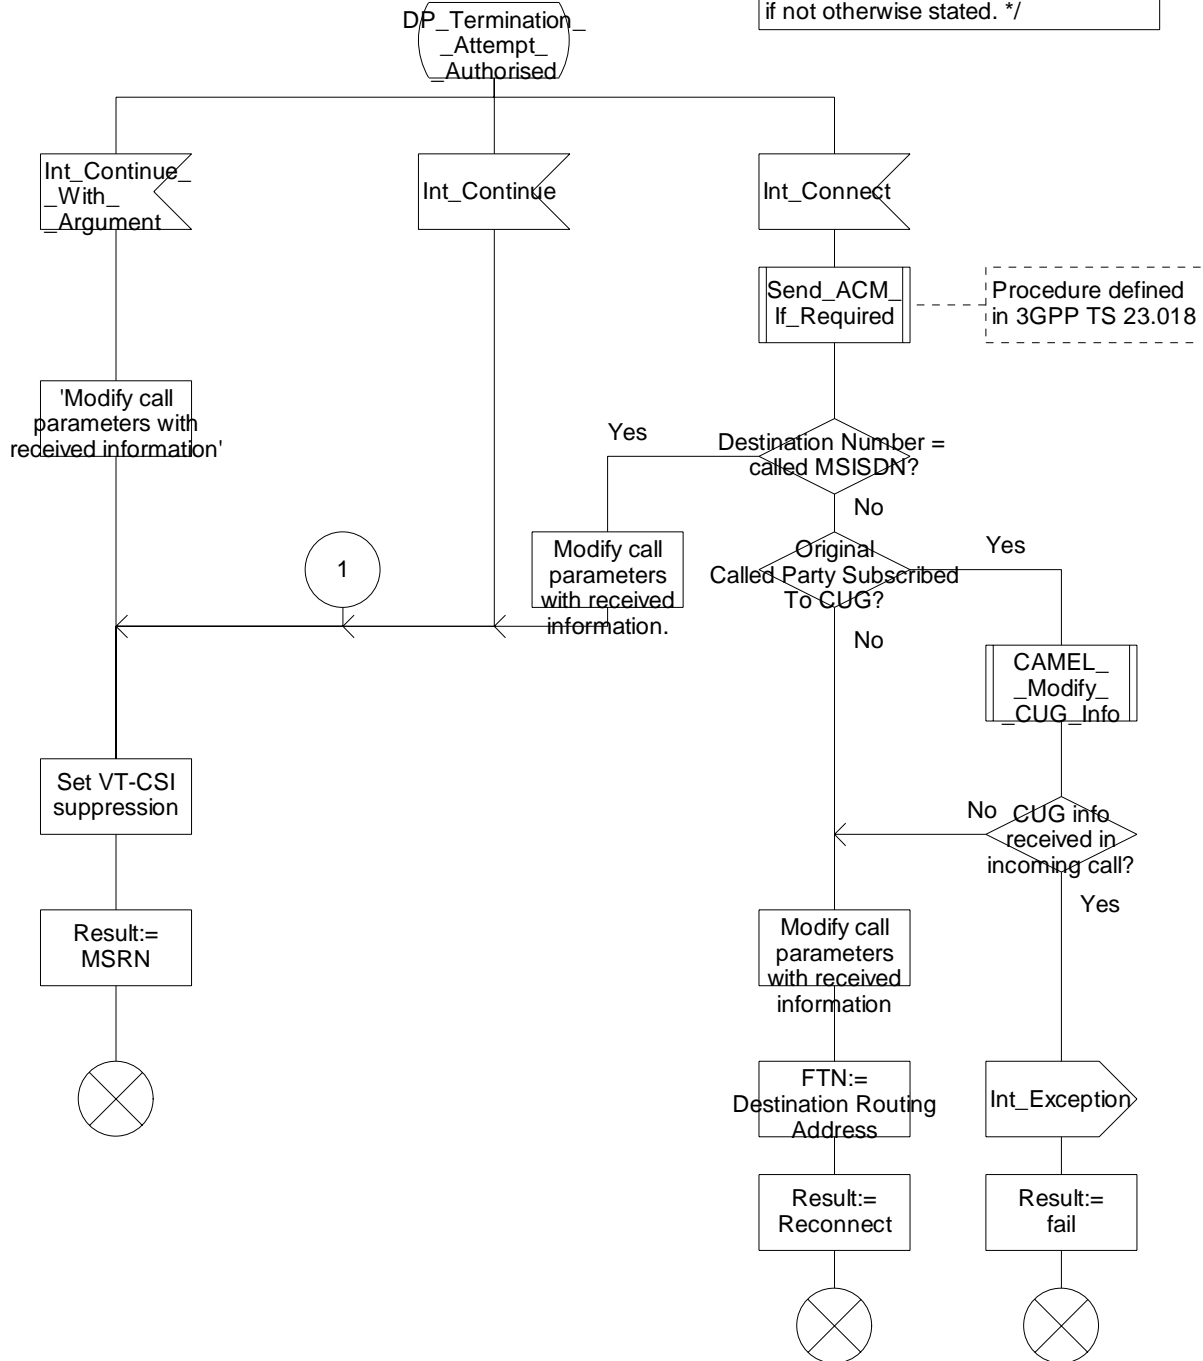 if not otherwise stated. */
DP_Termination_
_Attempt_
_Authorised
Int_Continue_
_With_
_Argument
Int_Continue
Int_Connect
Send_ACM_
If_Required
Procedure defined
in 3GPP TS 23.018
'Modify call
parameters with
received information'
Yes
Destination Number =
called MSISDN?
No
1
Modify call
parameters
with received
information.
Original
Called Party Subscribed
To CUG?
Yes
No
CAMEL_
_Modify_
_CUG_Info
Set VT-CSI
suppression
No
CUG info
received in
incoming call?
Yes
Result:=
MSRN
Modify call
parameters
with received
information
FTN:=
Destination Routing
Address
Int_Exception
Result:=
Reconnect
Result:=
fail